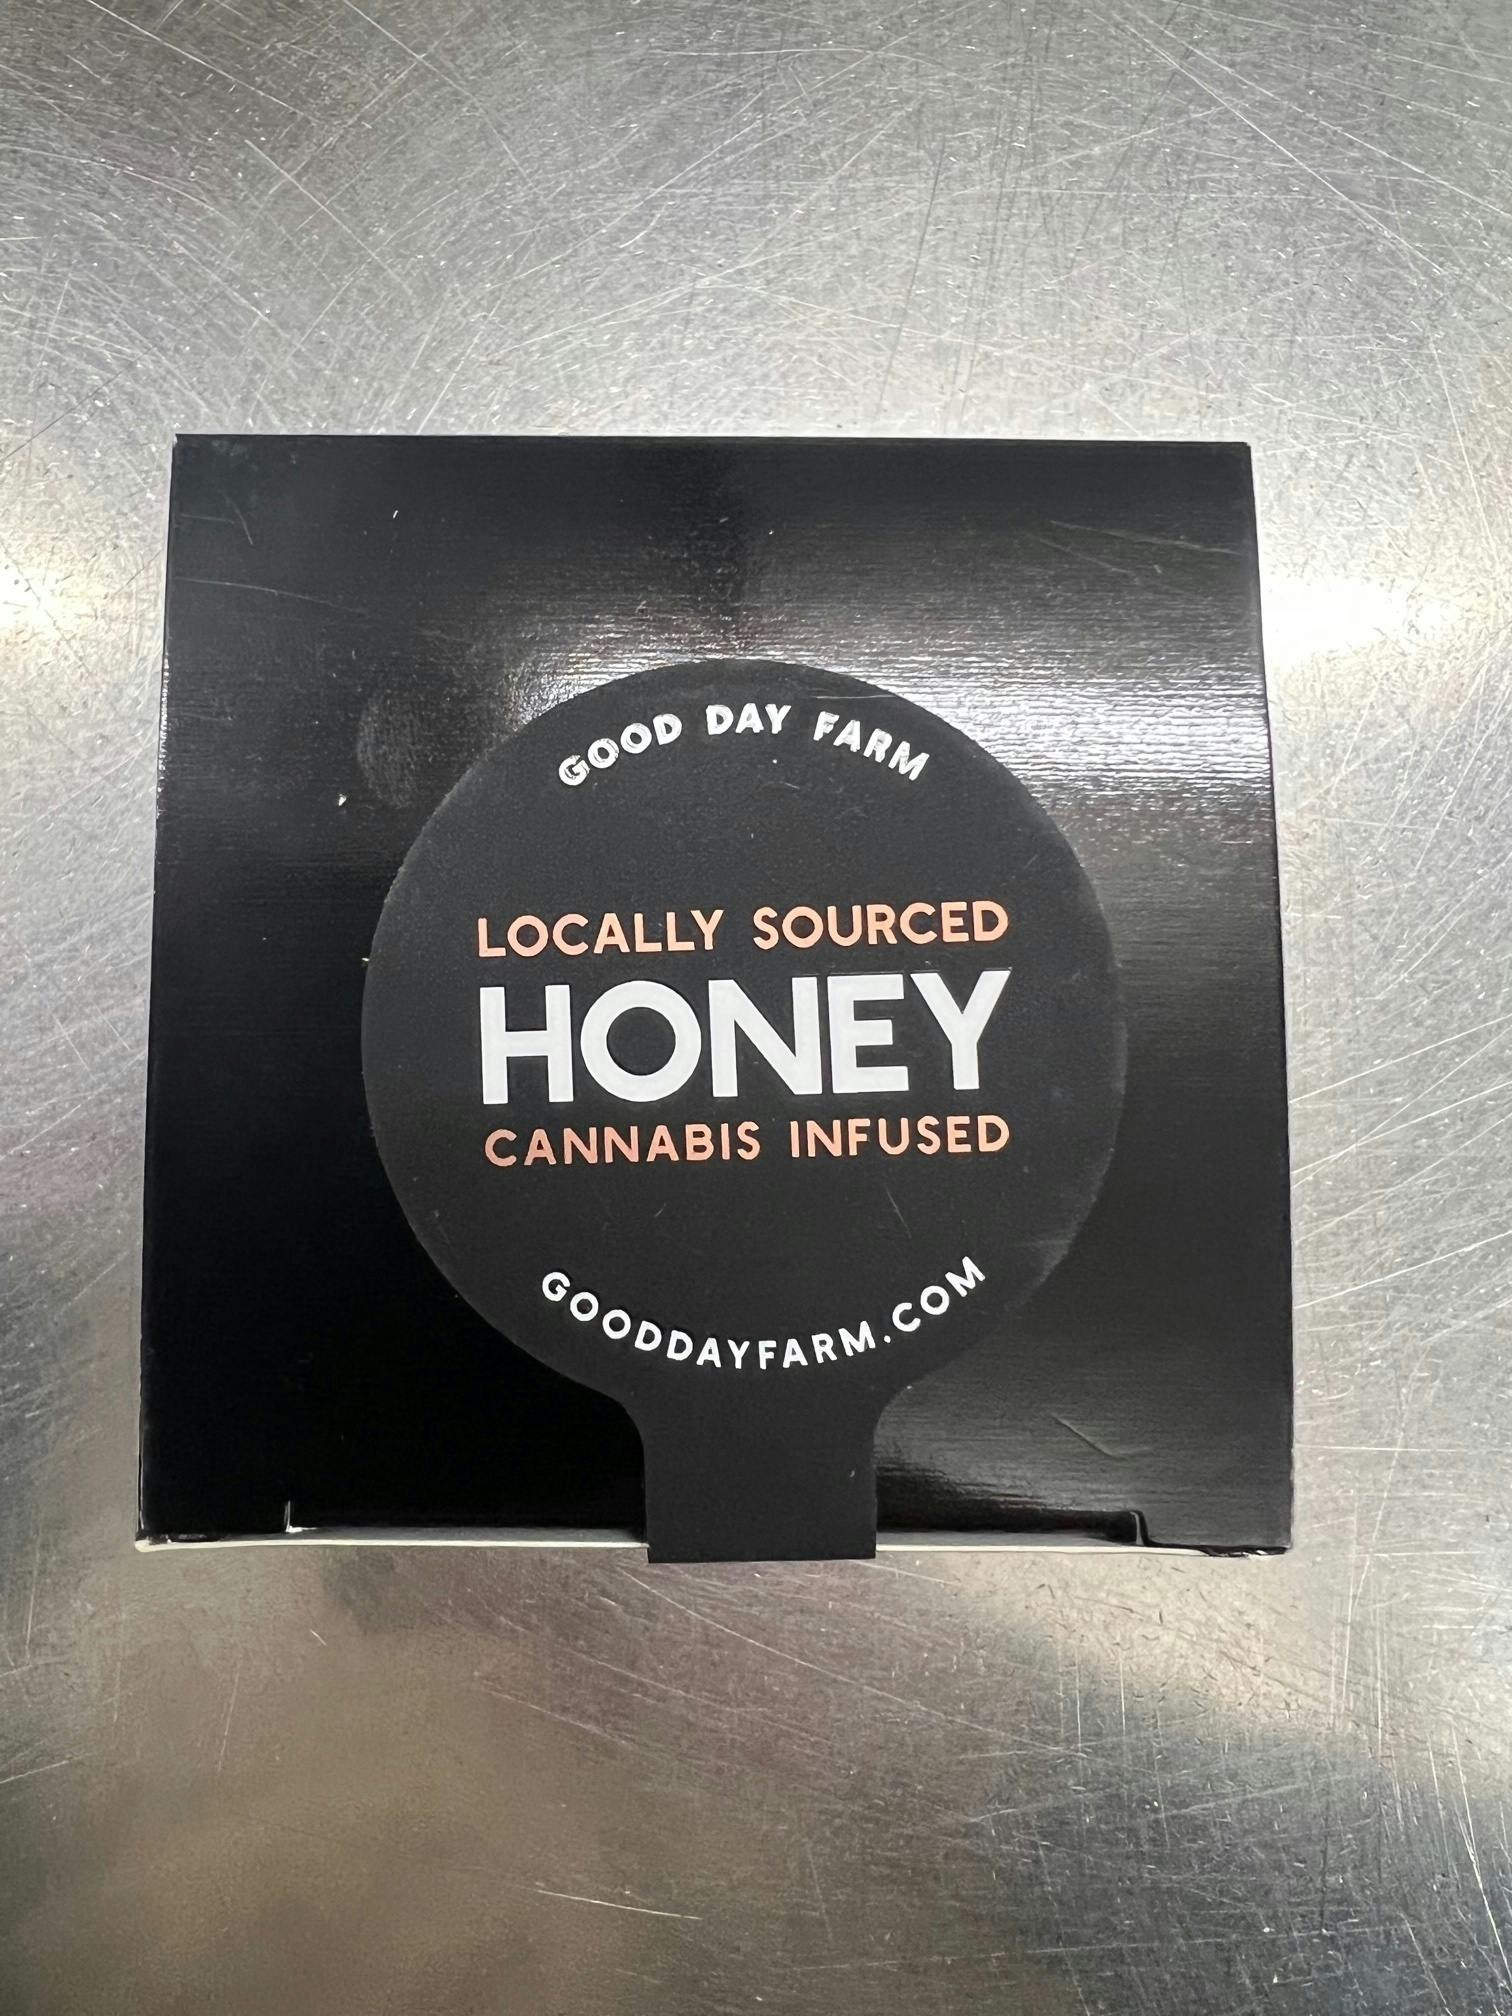 GOOD DAY FARM
LOCALLY SOURCED
HONEY
CANNABIS INFUSED
GOODDAYFARM.COM